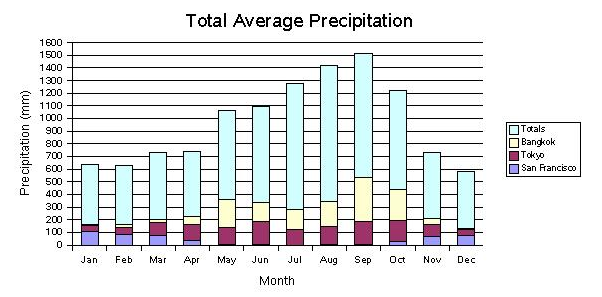 Total Average Precipitation
Precipitation (mm)
1600
1500
1400
1300
1200
1100
1000
900
800
700
600
500
400
300
200
100
0
Jan Feb Mar Apr May Jun Jul Aug Sep Oct Nov Dec
Month
Totals
Bangkok
Tokyo
San Francisco